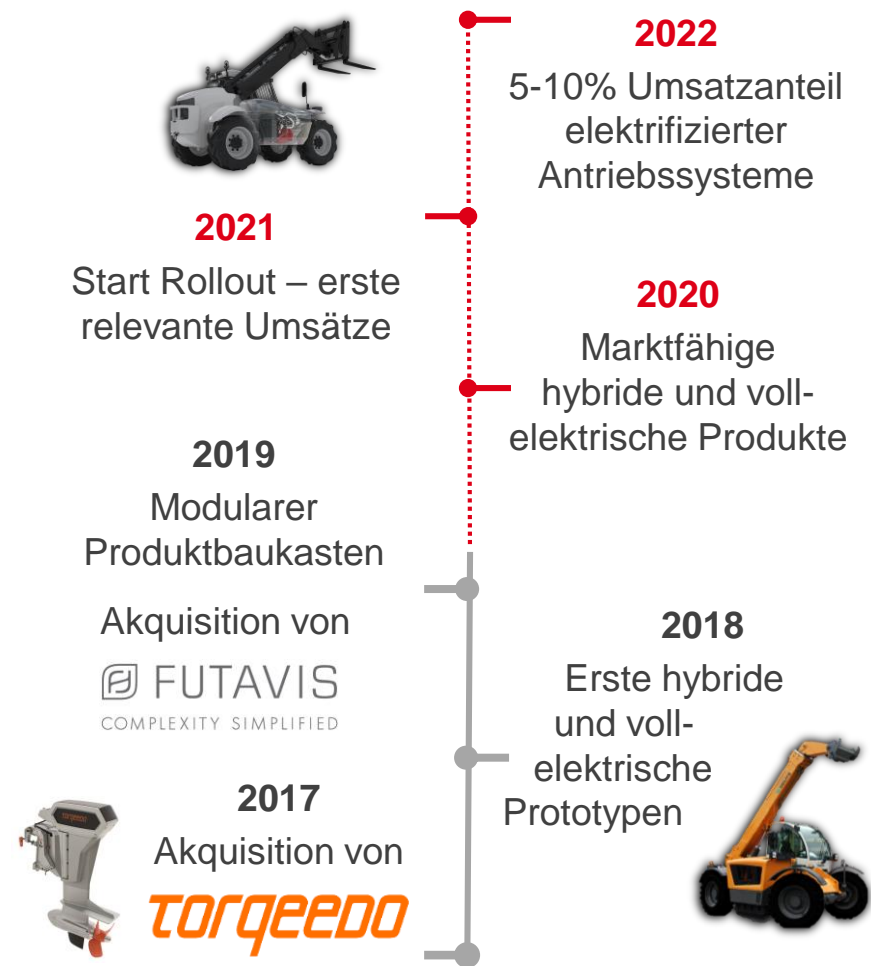 2022
5-10% Umsatzanteil
elektrifizierter
Antriebssysteme
2021
Start Rollout – erste
relevante Umsätze
2020
Marktfähige
hybride und voll-
elektrische Produkte
2019
Modularer
Produktbaukasten
Akquisition von
FUTAVIS
COMPLEXITY SIMPLIFIED
2018
Erste hybride
und voll-
elektrische
Prototypen
2017
Akquisition von
torqeedo
torqeedo